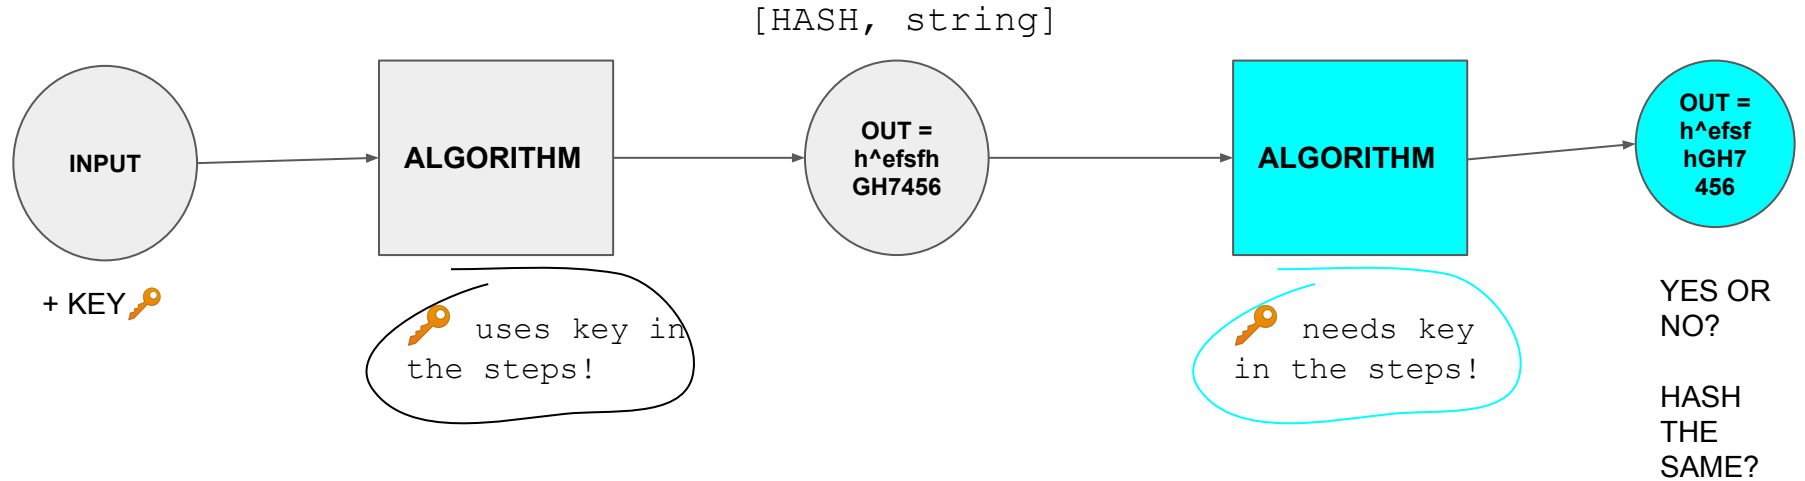 [HASH, string]
INPUT
+ KEY🔑
ALGORITHM
🔑 uses key in
the steps!
OUT =
h^efsfh
GH7456
ALGORITHM
🔑 needs key
in the steps!
OUT =
h^efsf
hGH7
456
YES OR
NO?
HASH
THE
SAME?